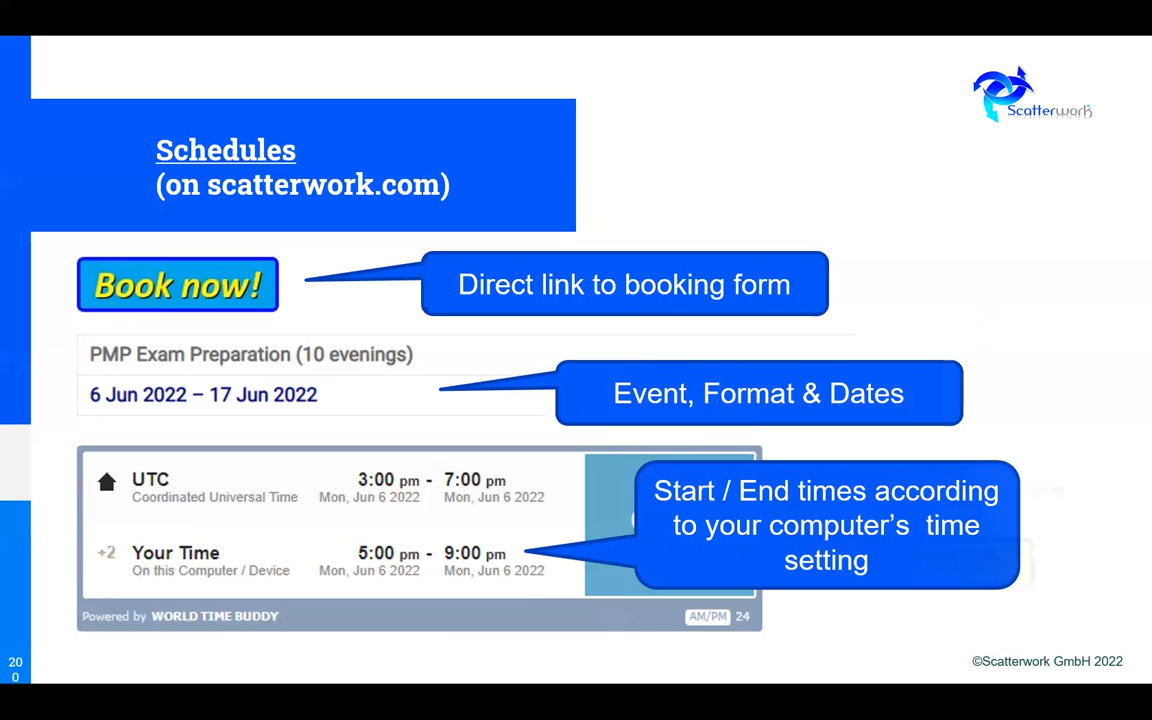 Scatterwork
Schedules
(on scatterwork.com)
Book now!
Direct link to booking form
PMP Exam Preparation (10 evenings)
6 Jun 2022 – 17 Jun 2022
Event, Format & Dates
UTC
3:00 pm - 7:00 pm
Coordinated Universal Time
Mon, Jun 6 2022
Mon, Jun 6 2022
+2
Your Time
5:00 pm - 9:00 pm
On this Computer / Device
Mon, Jun 6 2022
Mon, Jun 6 2022
Start / End times according
to your computer’s time
setting
Powered by WORLD TIME BUDDY
AM/PM 24
20
0
©Scatterwork GmbH 2022